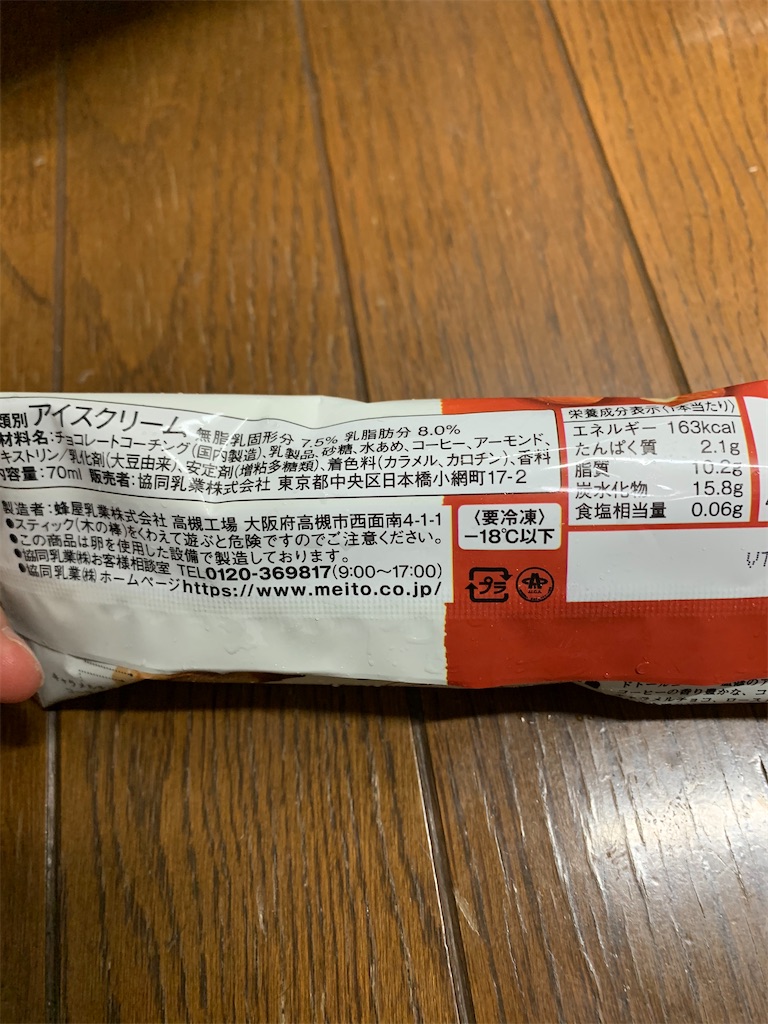 類別 アイスクリーム 無脂乳固形分 7.5% 乳脂肪分 8.0%
材料名:チョコレートコーチング(国内製造)、乳製品、砂糖、水あめ、コーヒー、アーモンド、
キストリン/乳化剤(大豆由来)、安定剤(増粘多糖類)、着色料(カラメル、カロチン)、香料
内容量:70ml 販売者:協同乳業株式会社 東京都中央区日本橋小網町17-2
製造者:蜂屋乳業株式会社 高槻工場 大阪府高槻市西面南4-1-1
●スティック(木の棒)をくわえて遊ぶと危険ですのでご注意ください。
●この商品は卵を使用した設備で製造しております。
●協同乳業㈱お客様相談室 TEL0120-369817(9:00〜17:00)
●協同乳業㈱ ホームページhttps://www.meito.co.jp/
〈要冷凍〉
−18℃以下
プラ
栄養成分表示〈1本当たり〉
エネルギー 163kcal
たんぱく質 2.1g
脂質 10.2g
炭水化物 15.8g
食塩相当量 0.06g
コーヒーの香り豊かな、コ